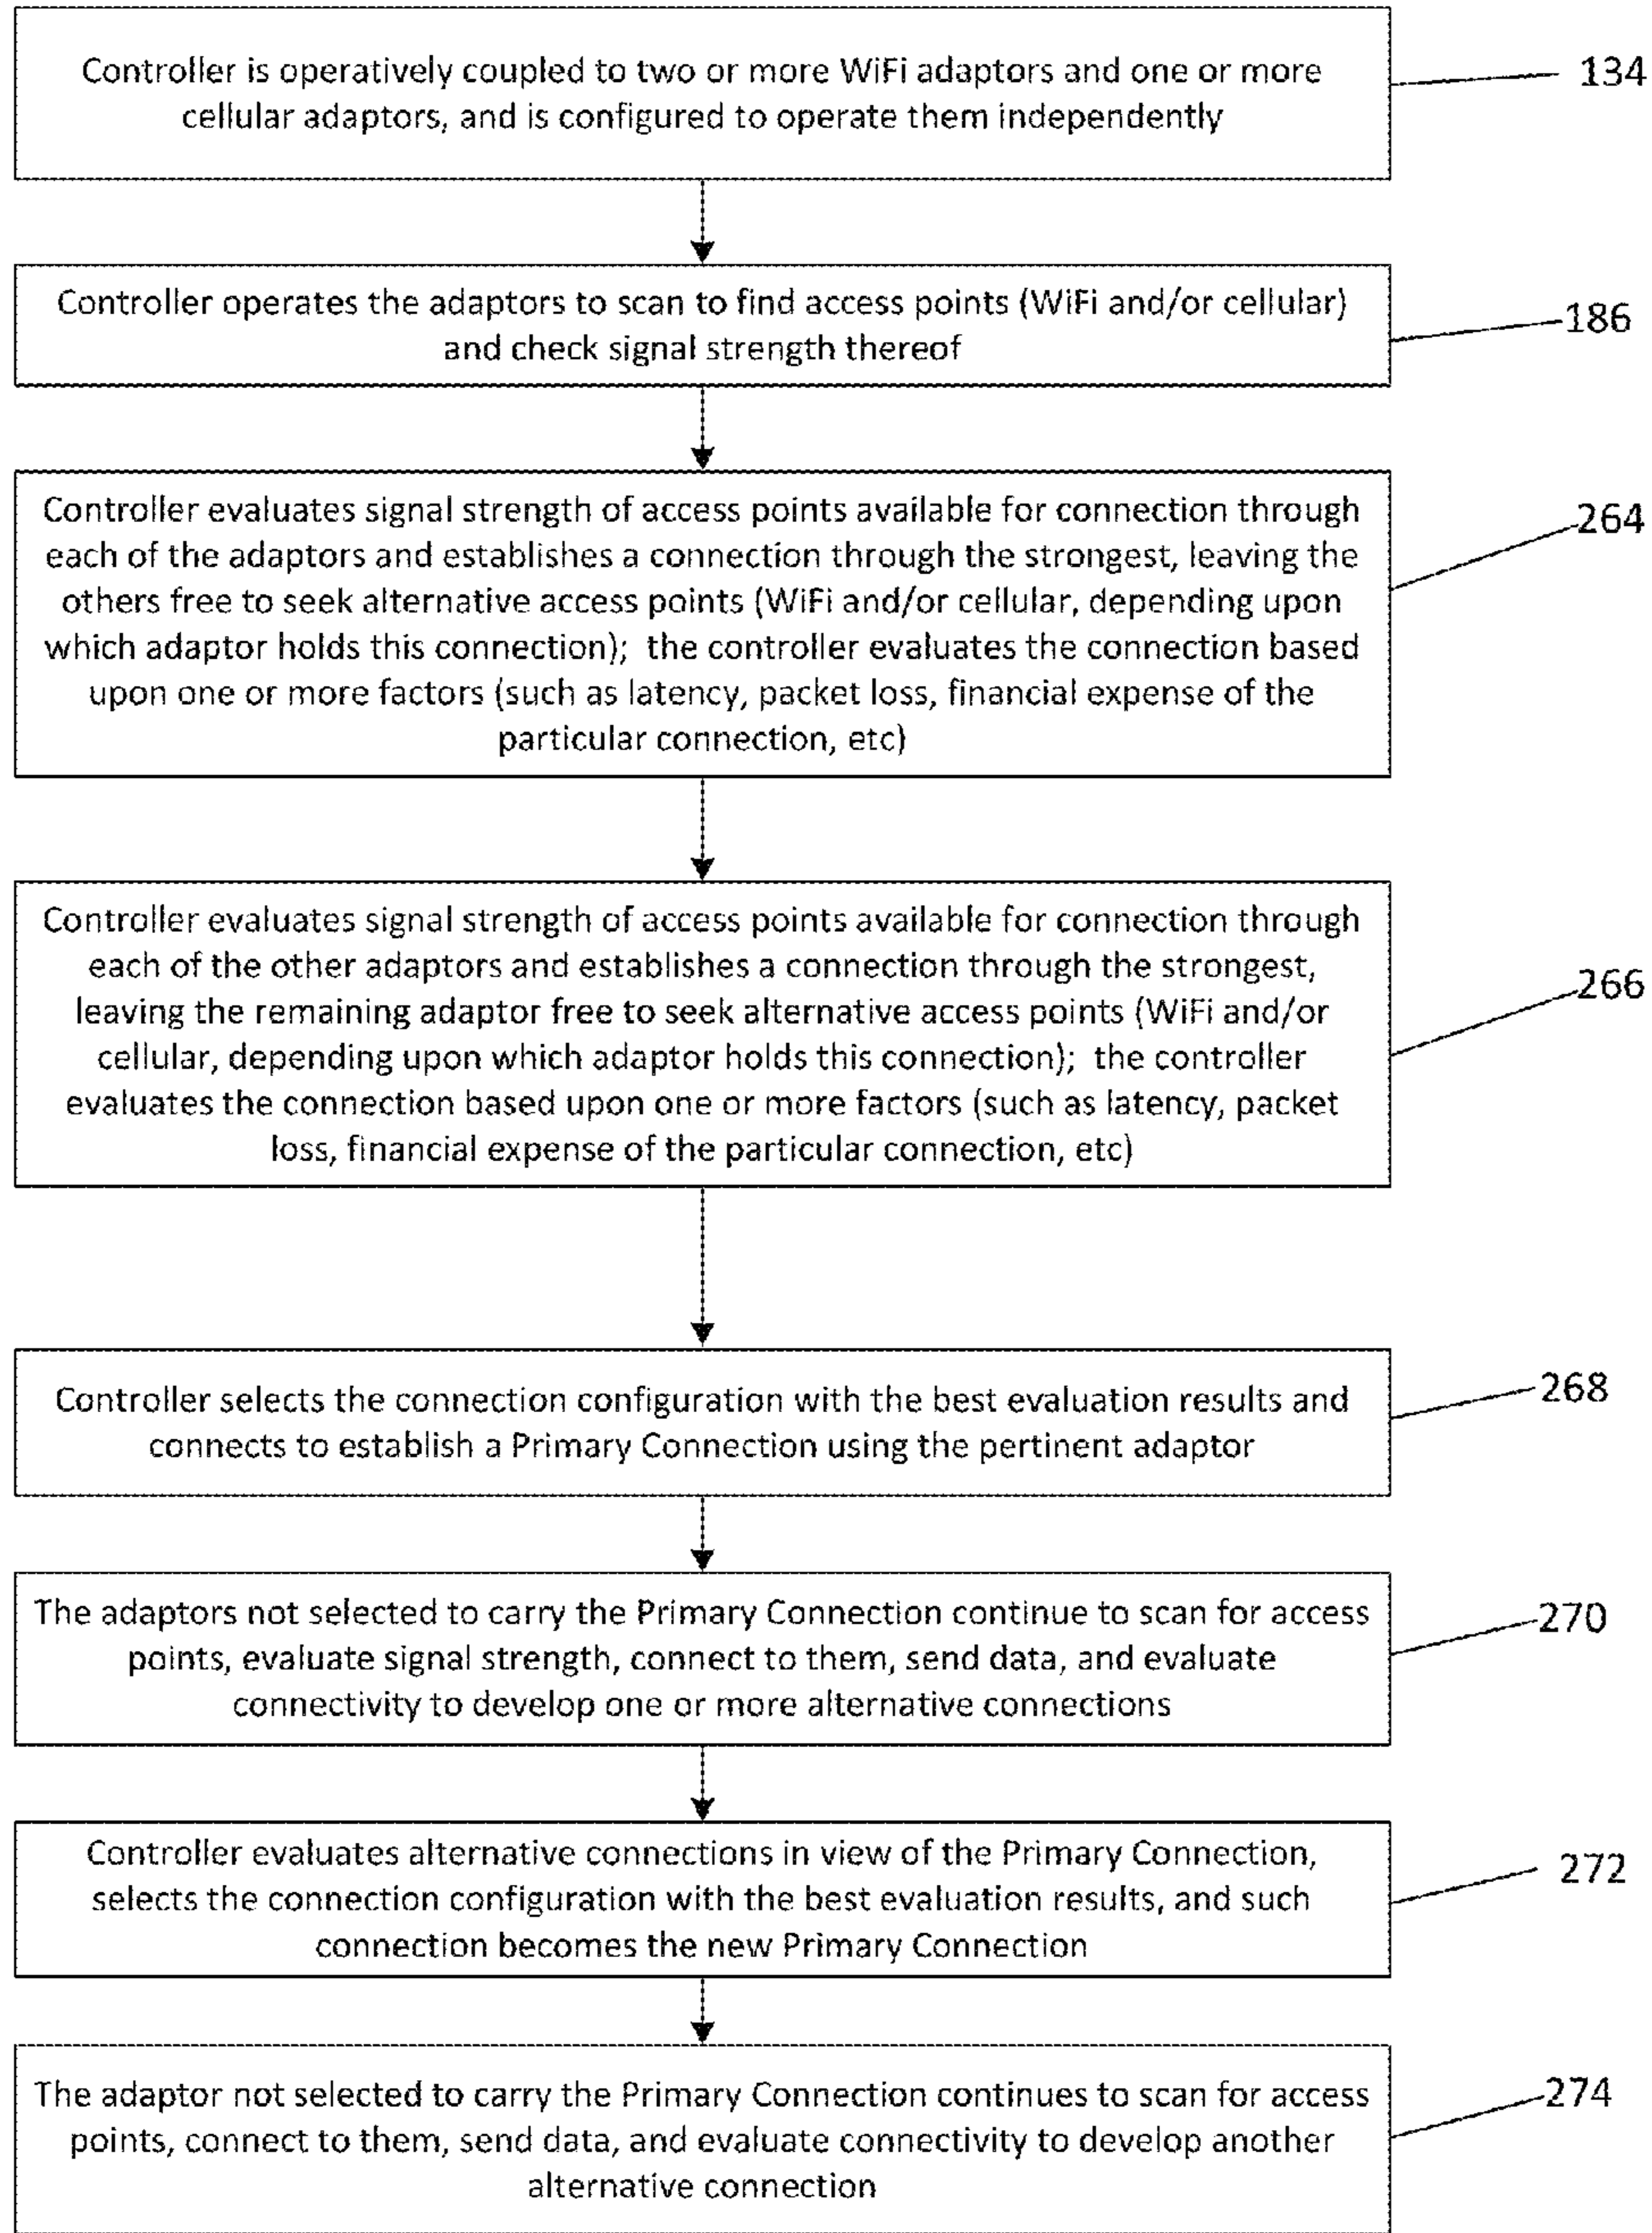 Controller is operatively coupled to two or more WiFi adaptors and one or more
cellular adaptors, and is configured to operate them independently
134
Controller operates the adaptors to scan to find access points (WiFi and/or cellular)
and check signal strength thereof
186
Controller evaluates signal strength of access points available for connection through
each of the adaptors and establishes a connection through the strongest, leaving the
others free to seek alternative access points (WiFi and/or cellular, depending upon
which adaptor holds this connection); the controller evaluates the connection based
upon one or more factors (such as latency, packet loss, financial expense of the
particular connection, etc)
264
Controller evaluates signal strength of access points available for connection through
each of the other adaptors and establishes a connection through the strongest,
leaving the remaining adaptor free to seek alternative access points (WiFi and/or
cellular, depending upon which adaptor holds this connection); the controller
evaluates the connection based upon one or more factors (such as latency, packet
loss, financial expense of the particular connection, etc)
266
Controller selects the connection configuration with the best evaluation results and
connects to establish a Primary Connection using the pertinent adaptor
268
The adaptors not selected to carry the Primary Connection continue to scan for access
points, evaluate signal strength, connect to them, send data, and evaluate
connectivity to develop one or more alternative connections
270
Controller evaluates alternative connections in view of the Primary Connection,
selects the connection configuration with the best evaluation results, and such
connection becomes the new Primary Connection
272
The adaptor not selected to carry the Primary Connection continues to scan for access
points, connect to them, send data, and evaluate connectivity to develop another
alternative connection
274